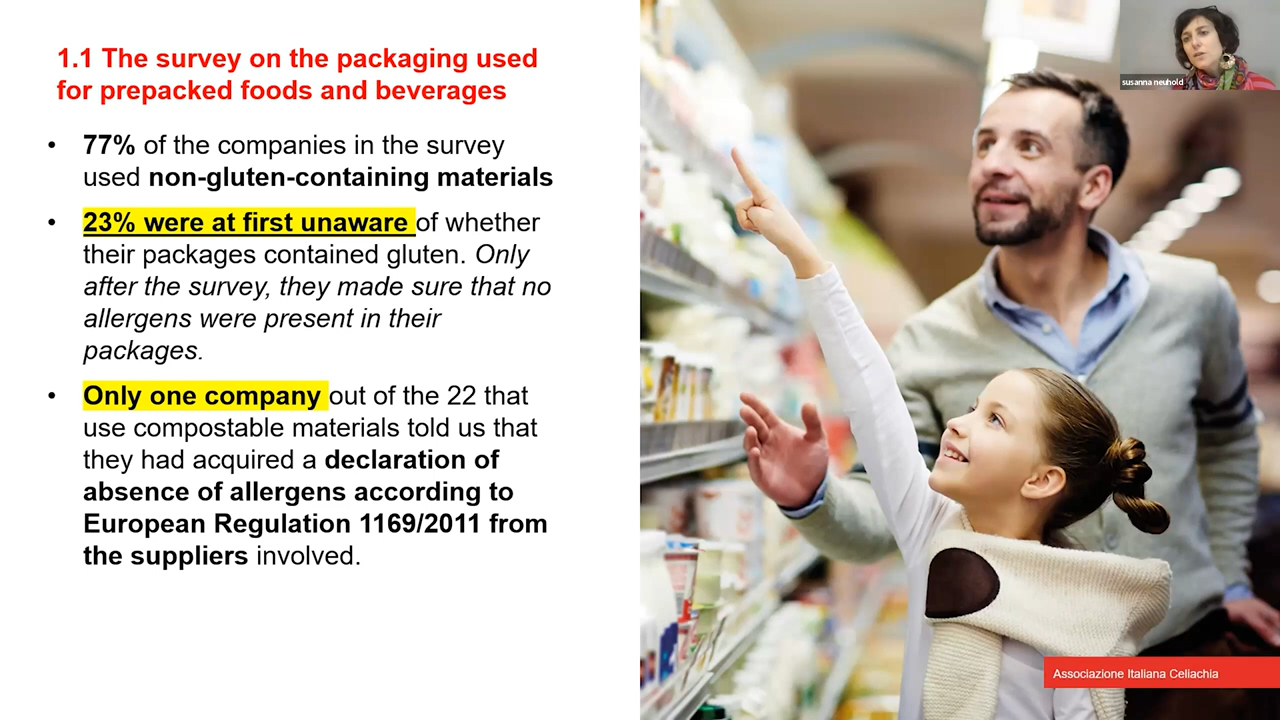 1.1 The survey on the packaging used
for prepacked foods and beverages
• 77% of the companies in the survey
used non-gluten-containing materials
• 23% were at first unaware of whether
their packages contained gluten. Only
after the survey, they made sure that no
allergens were present in their
packages.
• Only one company out of the 22 that
use compostable materials told us that
they had acquired a declaration of
absence of allergens according to
European Regulation 1169/2011 from
the suppliers involved.
susanna neuhold
Associazione Italiana Celiachia